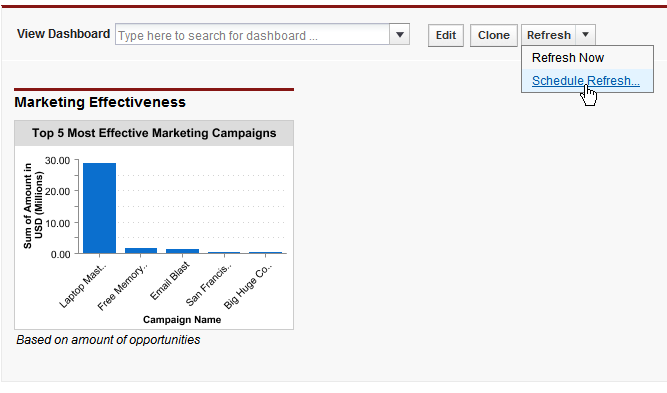 View Dashboard Type here to search for dashboard ... Edit Clone Refresh
Refresh Now
Schedule Refresh...
Marketing Effectiveness
Top 5 Most Effective Marketing Campaigns
Sum of Amount in
USD (Millions)
30.00
20.00
10.00
0.00
Laptop Mast..
Free Memory..
Email Blast
San Francis..
Big Huge Co..
Campaign Name
Based on amount of opportunities